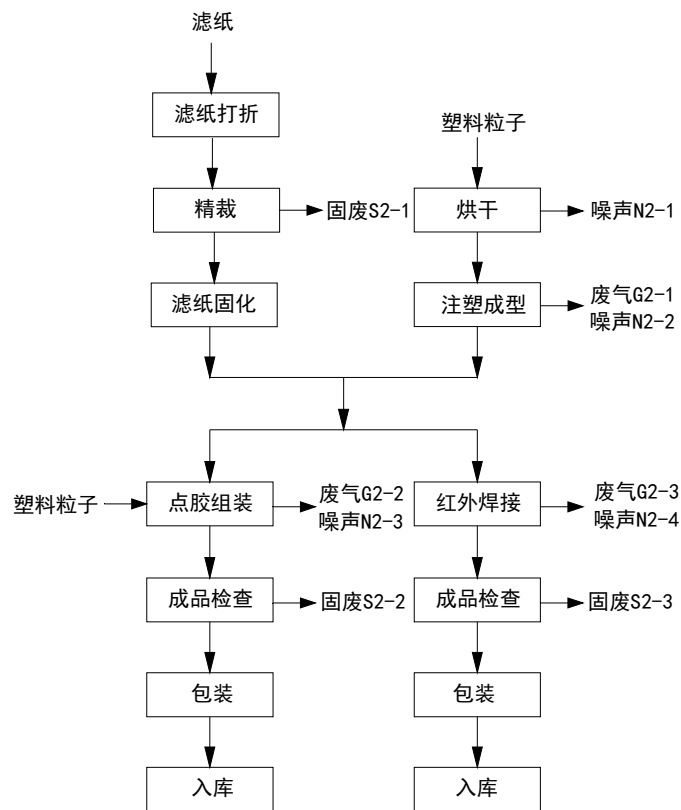 滤纸
滤纸打折
塑料粒子
精裁
固废S2-1
烘干
噪声N2-1
滤纸固化
注塑成型
废气G2-1
噪声N2-2
塑料粒子
点胶组装
废气G2-2
噪声N2-3
红外焊接
废气G2-3
噪声N2-4
成品检查
固废S2-2
成品检查
固废S2-3
包装
包装
入库
入库